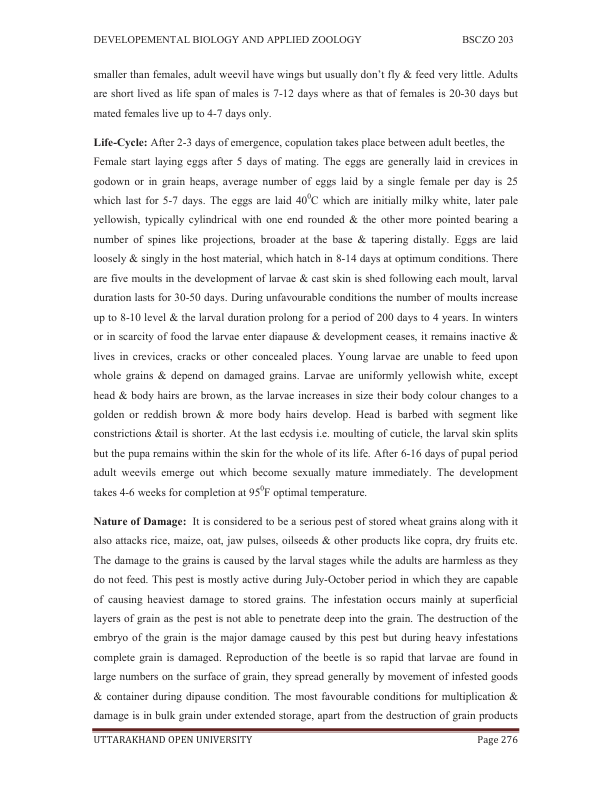 DEVELOPEMENTAL BIOLOGY AND APPLIED ZOOLOGY BSCZO 203
smaller than females, adult weevil have wings but usually don't fly & feed very little. Adults
are short lived as life span of males is 7-12 days where as that of females is 20-30 days but
mated females live up to 4-7 days only.
Life-Cycle: After 2-3 days of emergence, copulation takes place between adult beetles, the
Female start laying eggs after 5 days of mating. The eggs are generally laid in crevices in
godown or in grain heaps, average number of eggs laid by a single female per day is 25
which last for 5-7 days. The eggs are laid 40⁰C which are initially milky white, later pale
yellowish, typically cylindrical with one end rounded & the other more pointed bearing a
number of spines like projections, broader at the base & tapering distally. Eggs are laid
loosely & singly in the host material, which hatch in 8-14 days at optimum conditions. There
are five moults in the development of larvae & cast skin is shed following each moult, larval
duration lasts for 30-50 days. During unfavourable conditions the number of moults increase
up to 8-10 level & the larval duration prolong for a period of 200 days to 4 years. In winters
or in scarcity of food the larvae enter diapause & development ceases, it remains inactive &
lives in crevices, cracks or other concealed places. Young larvae are unable to feed upon
whole grains & depend on damaged grains. Larvae are uniformly yellowish white, except
head & body hairs are brown, as the larvae increases in size their body colour changes to a
golden or reddish brown & more body hairs develop. Head is barbed with segment like
constrictions &tail is shorter. At the last ecdysis i.e. moulting of cuticle, the larval skin splits
but the pupa remains within the skin for the whole of its life. After 6-16 days of pupal period
adult weevils emerge out which become sexually mature immediately. The development
takes 4-6 weeks for completion at 95⁰F optimal temperature.
Nature of Damage: It is considered to be a serious pest of stored wheat grains along with it
also attacks rice, maize, oat, jaw pulses, oilseeds & other products like copra, dry fruits etc.
The damage to the grains is caused by the larval stages while the adults are harmless as they
do not feed. This pest is mostly active during July-October period in which they are capable
of causing heaviest damage to stored grains. The infestation occurs mainly at superficial
layers of grain as the pest is not able to penetrate deep into the grain. The destruction of the
embryo of the grain is the major damage caused by this pest but during heavy infestations
complete grain is damaged. Reproduction of the beetle is so rapid that larvae are found in
large numbers on the surface of grain, they spread generally by movement of infested goods
& container during dipause condition. The most favourable conditions for multiplication &
damage is in bulk grain under extended storage, apart from the destruction of grain products
UTTARAKHAND OPEN UNIVERSITY Page 276